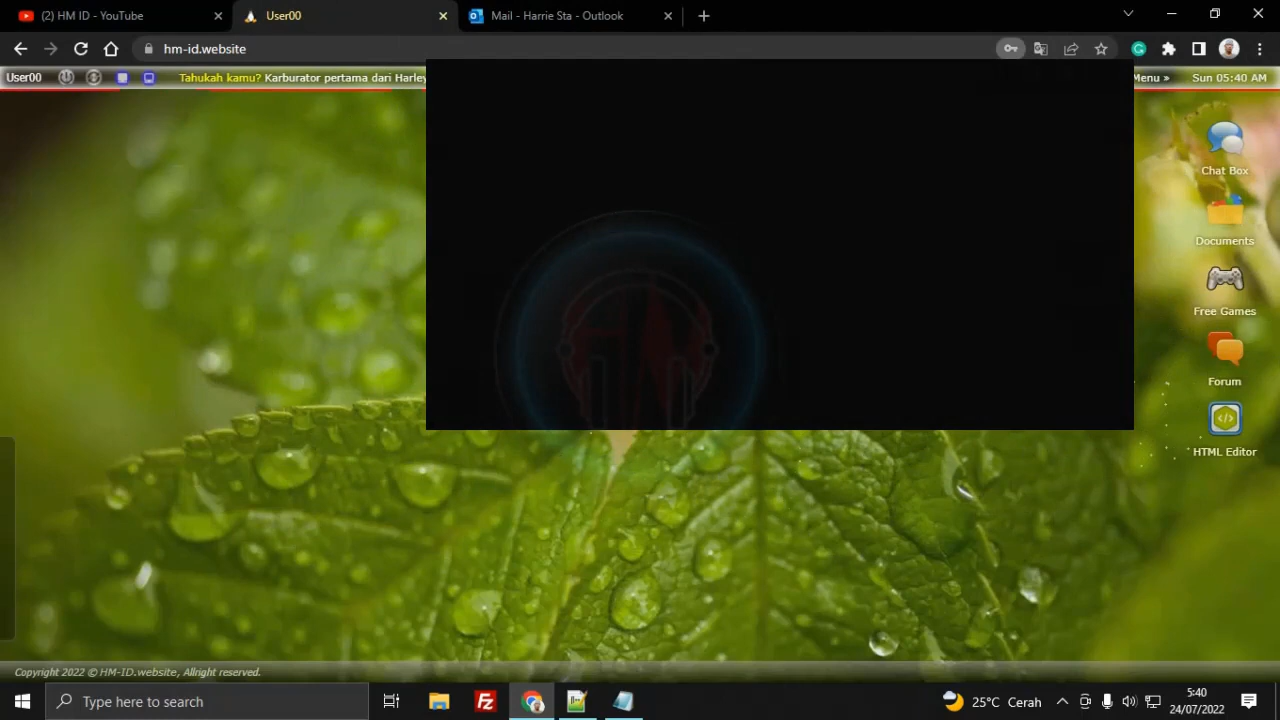 (2) HM ID - YouTube
User00
Mail - Harrie Sta - Outlook
hm-id.website
User00
Tahukah kamu? Karburator pertama dari Harley
Menu »
Sun 05:40 AM
Chat Box
Documents
Free Games
Forum
HTML Editor
Copyright 2022 © HM-ID.website, Allright reserved.
Type here to search
25°C Cerah
5:40
24/07/2022